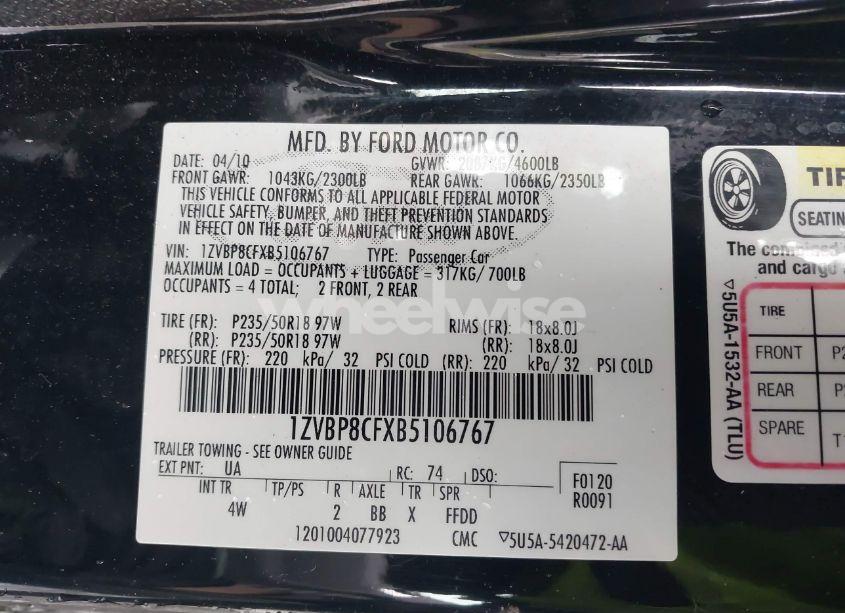 MFD. BY FORD MOTOR CO.
DATE: 04/10 GVWR: 2087KG/4600LB
FRONT GAWR: 1043KG/2300LB REAR GAWR: 1066KG/2350LB
THIS VEHICLE CONFORMS TO ALL APPLICABLE FEDERAL MOTOR
VEHICLE SAFETY, BUMPER, AND THEFT PREVENTION STANDARDS
IN EFFECT ON THE DATE OF MANUFACTURE SHOWN ABOVE.
VIN: 1ZVBP8CFXB5106767 TYPE: Passenger Car
MAXIMUM LOAD = OCCUPANTS + LUGGAGE = 317KG/ 700LB
OCCUPANTS = 4 TOTAL; 2 FRONT, 2 REAR
wheelwise
TIRE (FR): P235/50R18 97W RIMS (FR): 18x8.0J
(RR): P235/50R18 97W (RR): 18x8.0J
PRESSURE (FR): 220 kPa/ 32 PSI COLD (RR): 220 kPa/ 32 PSI COLD
1ZVBP8CFXB5106767
TRAILER TOWING - SEE OWNER GUIDE
EXT PNT: UA RC: 74 DSO: F0120
R0091
INT TR TP/PS R AXLE TR SPR
4W 2 BB X FFDD
1201004077923 CMC ▽5U5A-5420472-AA
TIR
SEATING
The combined
and cargo
▽5U5A-1532-AA (TLU)
TIRE
FRONT P2
REAR P2
SPARE T1